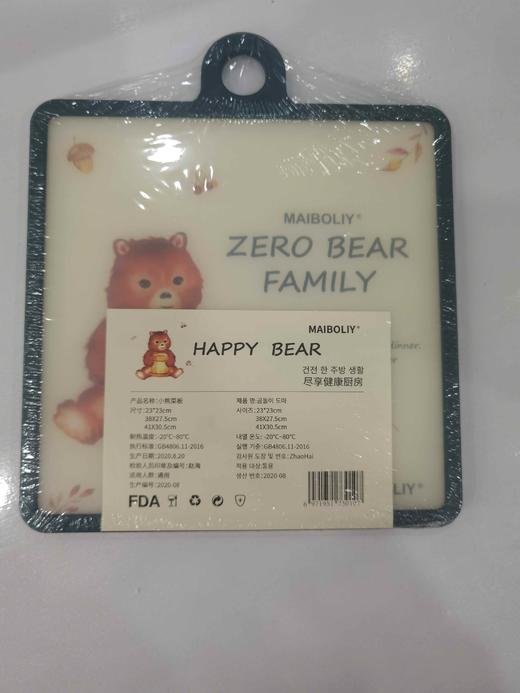 MAIBOLIY®
ZERO BEAR
FAMILY
dinner.
MAIBOLIY®
HAPPY BEAR
건전 한 주방 생활
尽享健康厨房
产品名称:小熊菜板
尺寸:23*23cm
38X27.5cm
41X30.5cm
耐热温度: -20℃~80℃
执行标准:GB4806.11-2016
生产日期:2020.8.20
检验人员印章及编号:赵海
适用人群:通用
生产编号:2020-08
제품 명:곰돌이 도마
사이즈:23*23cm
38X27.5cm
41X30.5cm
내열 온도: -20℃~80℃
실행 기준:GB4806.11-2016
검사원 도장 및 번호:ZhaoHai
적용 대상:통용
생산 번호:2020-08
FDA
OLIY®